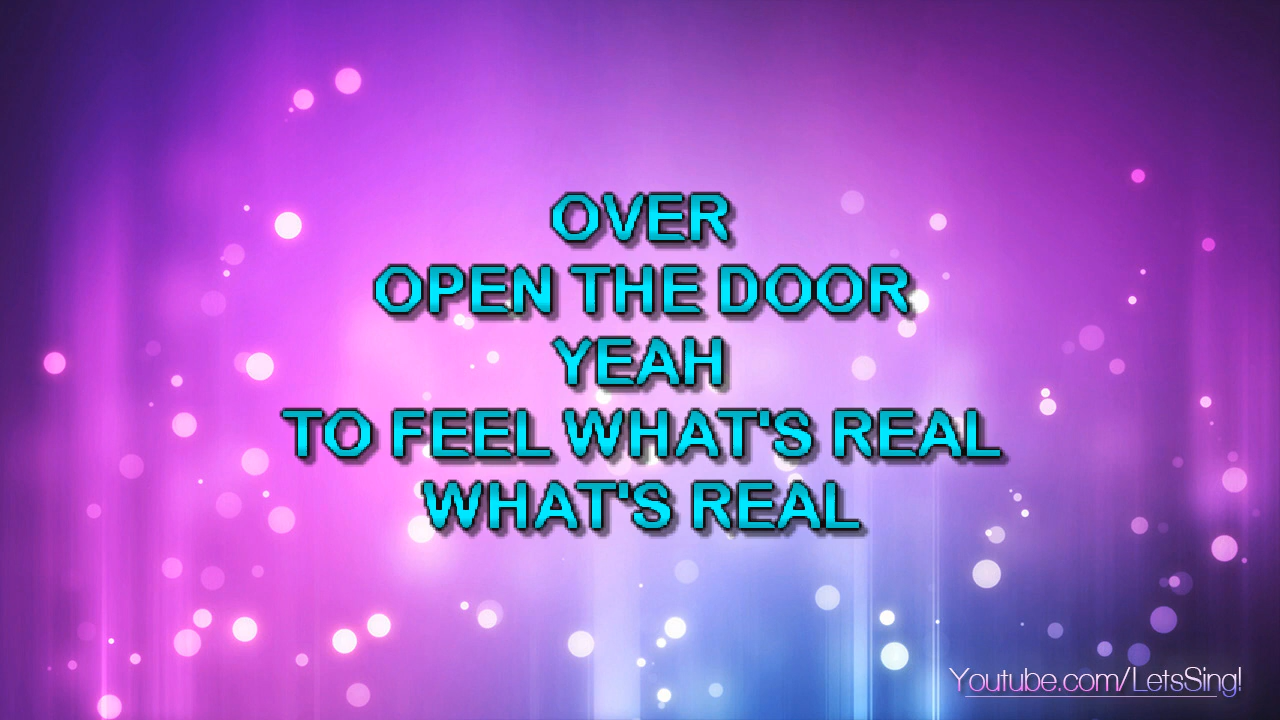 OVER
OPEN THE DOOR
YEAH
TO FEEL WHAT'S REAL
WHAT'S REAL
Youtube.com/LetsSing!